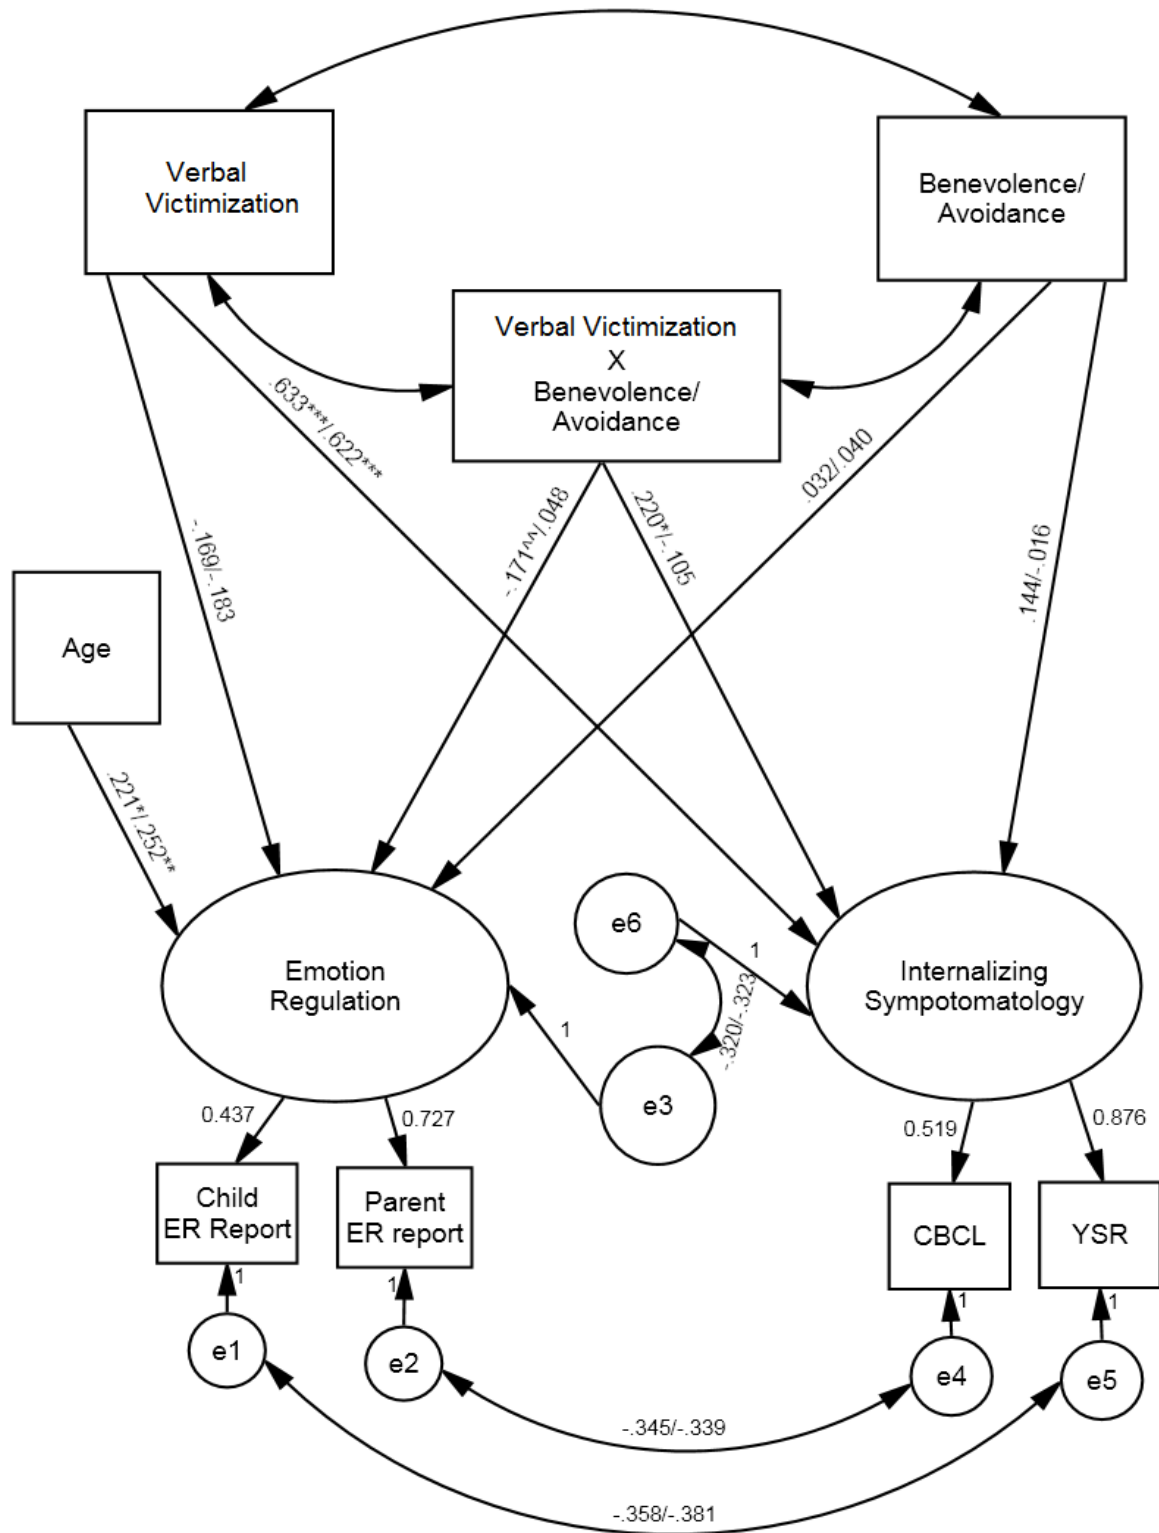 Verbal
Victimization
Benevolence/
Avoidance
Verbal Victimization
X
Benevolence/
Avoidance
.633***/.622***
.032/.040
-.169/-.183
-.171^^/.048
.220*/-.105
.144/-.016
Age
.221*/.252**
Emotion
Regulation
e6
1
-.320/-.323
1
e3
Internalizing
Sympotomatology
0.437
0.727
0.519
0.876
Child
ER Report
Parent
ER report
CBCL
YSR
1
1
1
1
e1
e2
e4
e5
-.345/-.339
-.358/-.381